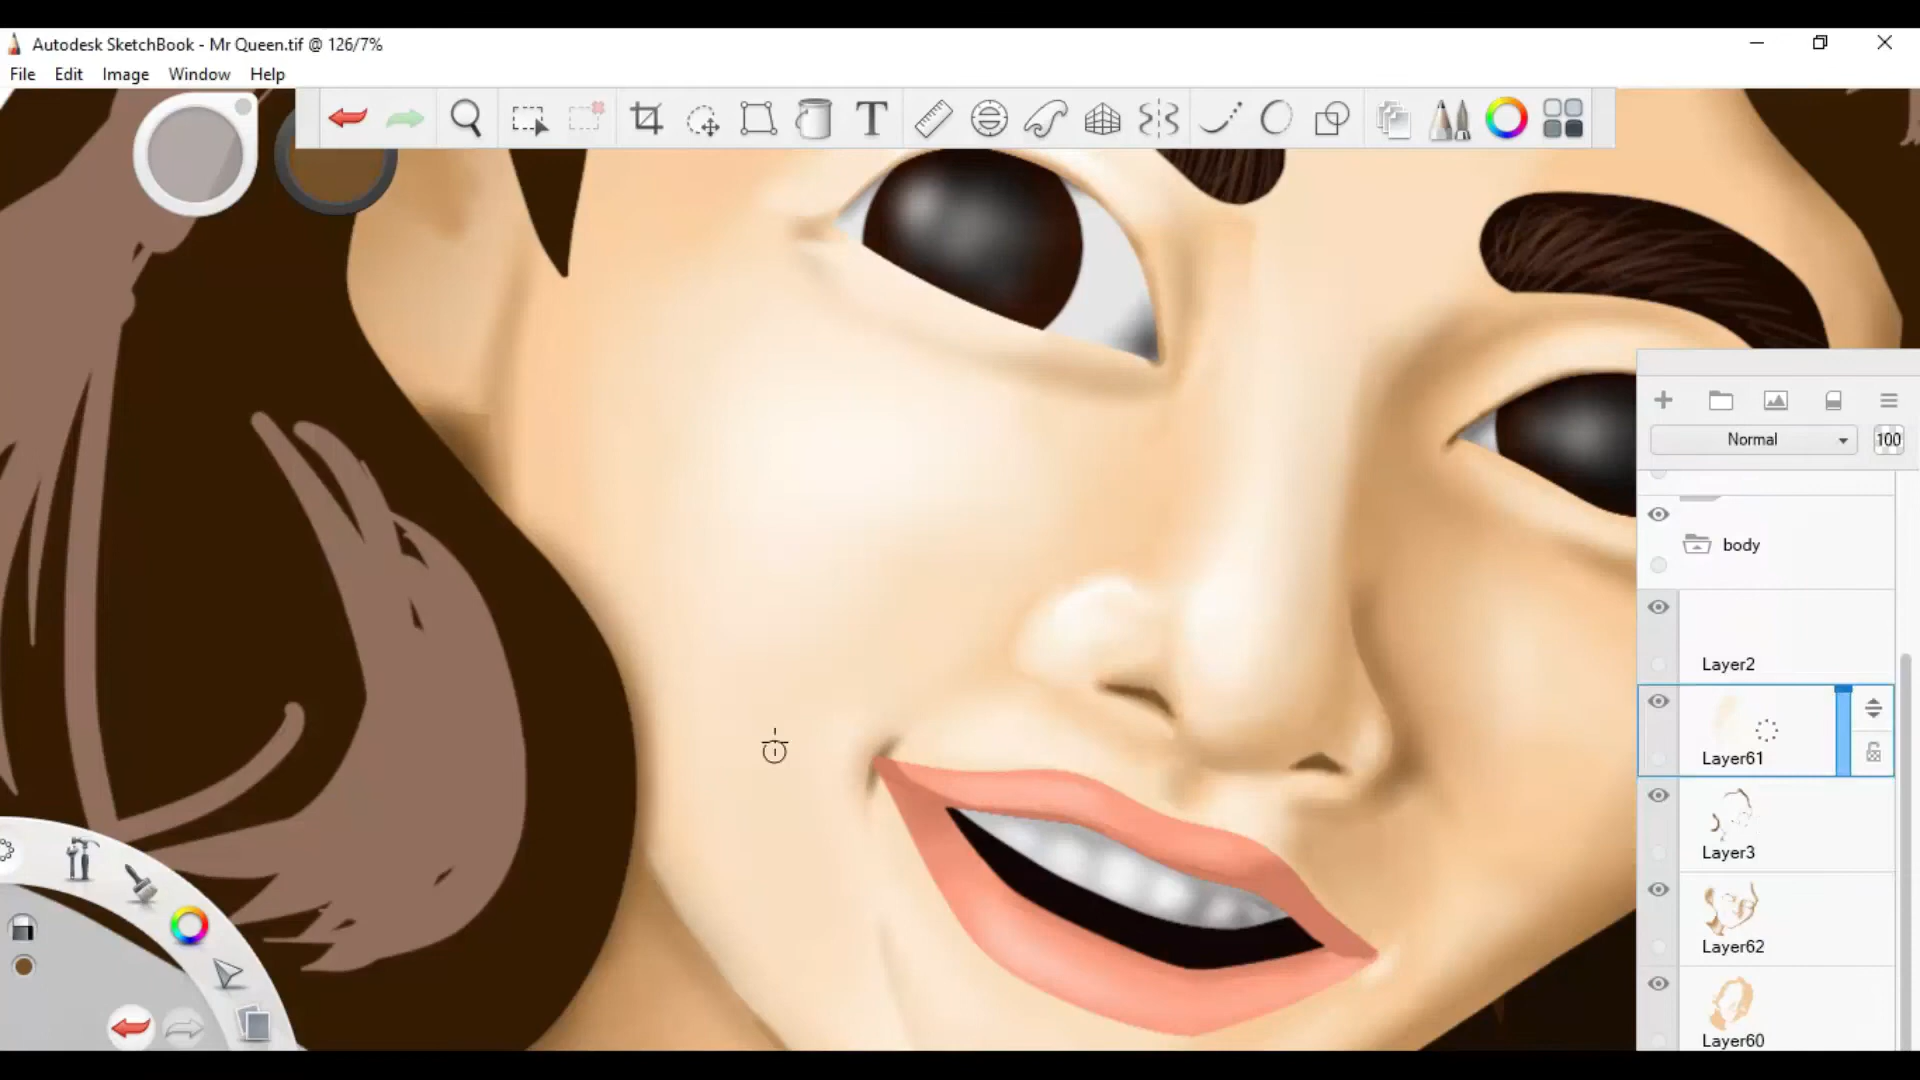 Autodesk SketchBook - Mr Queen.tif @ 126/7%
File Edit Image Window Help
T
Normal 100
body
Layer2
Layer61
Layer3
Layer62
Layer60